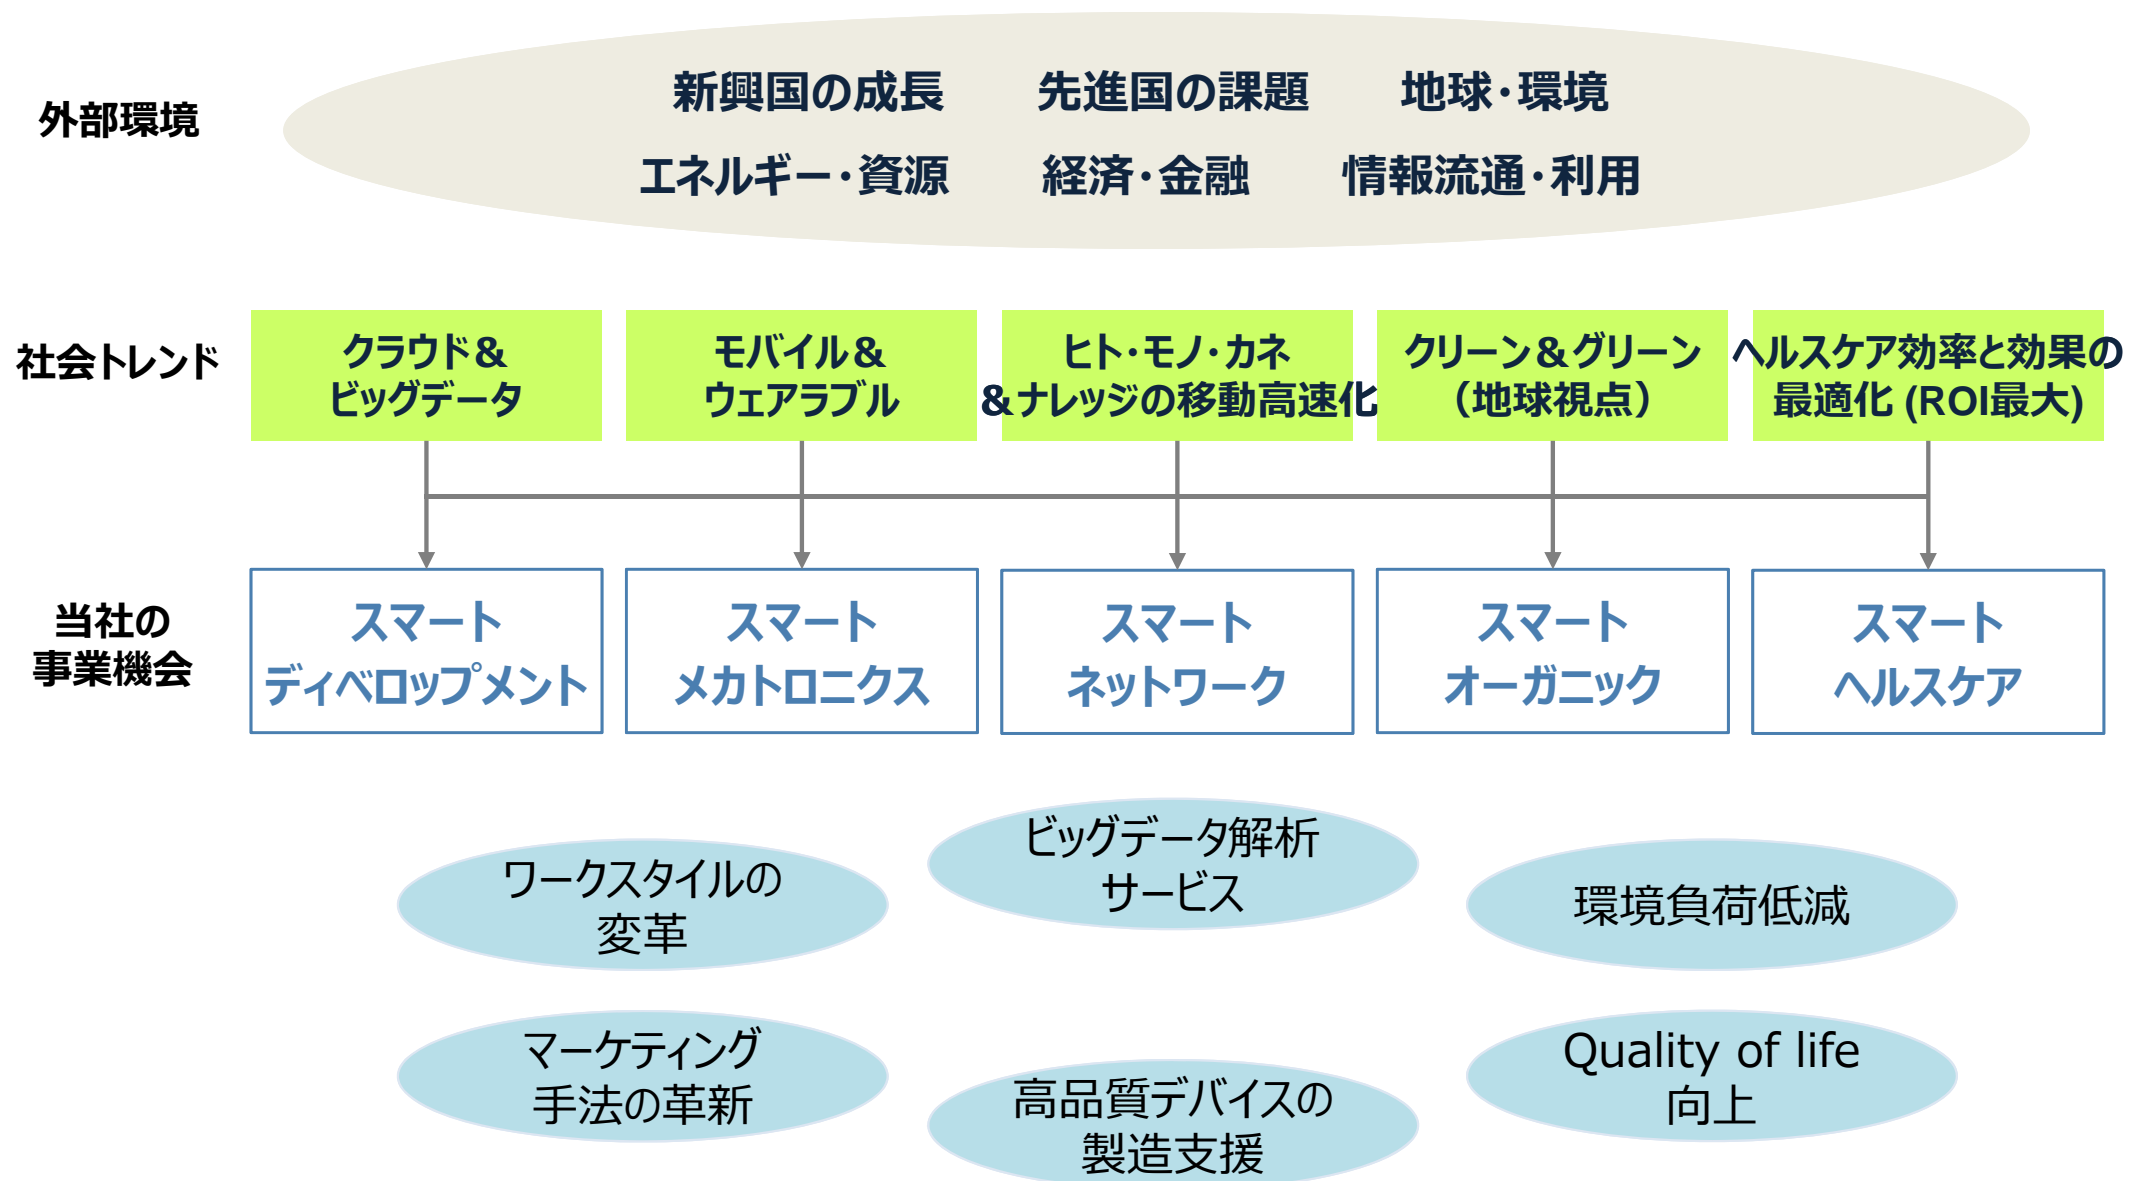 外部環境
新興国の成長 先進国の課題 地球・環境
エネルギー・資源 経済・金融 情報流通・利用
社会トレンド
クラウド＆
ビッグデータ
モバイル＆
ウェアラブル
ヒト・モノ・カネ
＆ナレッジの移動高速化
クリーン＆グリーン
（地球視点）
ヘルスケア効率と効果の
最適化 (ROI最大)
当社の
事業機会
スマート
ディベロップメント
スマート
メカトロニクス
スマート
ネットワーク
スマート
オーガニック
スマート
ヘルスケア
ワークスタイルの
変革
ビッグデータ解析
サービス
環境負荷低減
マーケティング
手法の革新
高品質デバイスの
製造支援
Quality of life
向上